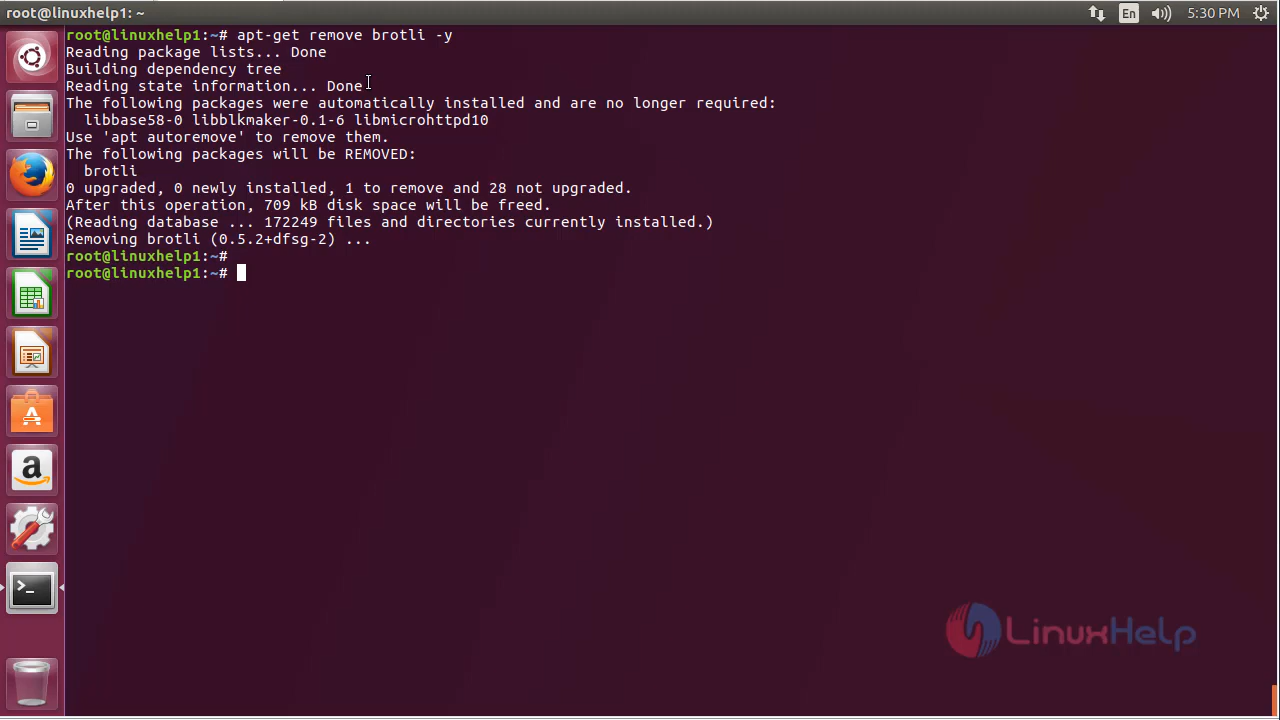 root@linuxhelp1: ~
En
5:30 PM
root@linuxhelp1:~# apt-get remove brotli -y
Reading package lists... Done
Building dependency tree
Reading state information... Done
The following packages were automatically installed and are no longer required:
  libbase58-0 libblkmaker-0.1-6 libmicrohttpd10
Use 'apt autoremove' to remove them.
The following packages will be REMOVED:
  brotli
0 upgraded, 0 newly installed, 1 to remove and 28 not upgraded.
After this operation, 709 kB disk space will be freed.
(Reading database ... 172249 files and directories currently installed.)
Removing brotli (0.5.2+dfsg-2) ...
root@linuxhelp1:~#
root@linuxhelp1:~#
LinuxHelp